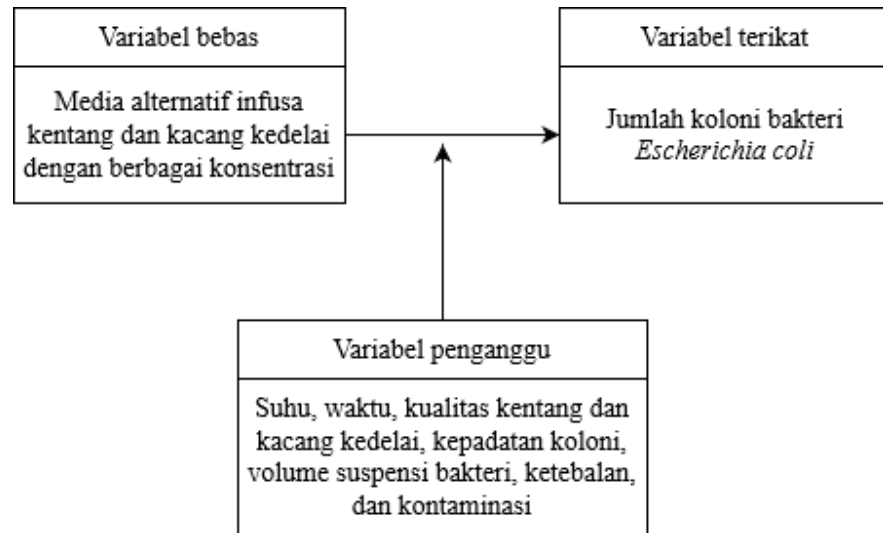 Variabel bebas
Media alternatif infusa
kentang dan kacang kedelai
dengan berbagai konsentrasi
Variabel terikat
Jumlah koloni bakteri
Escherichia coli
Variabel penganggu
Suhu, waktu, kualitas kentang dan
kacang kedelai, kepadatan koloni,
volume suspensi bakteri, ketebalan,
dan kontaminasi